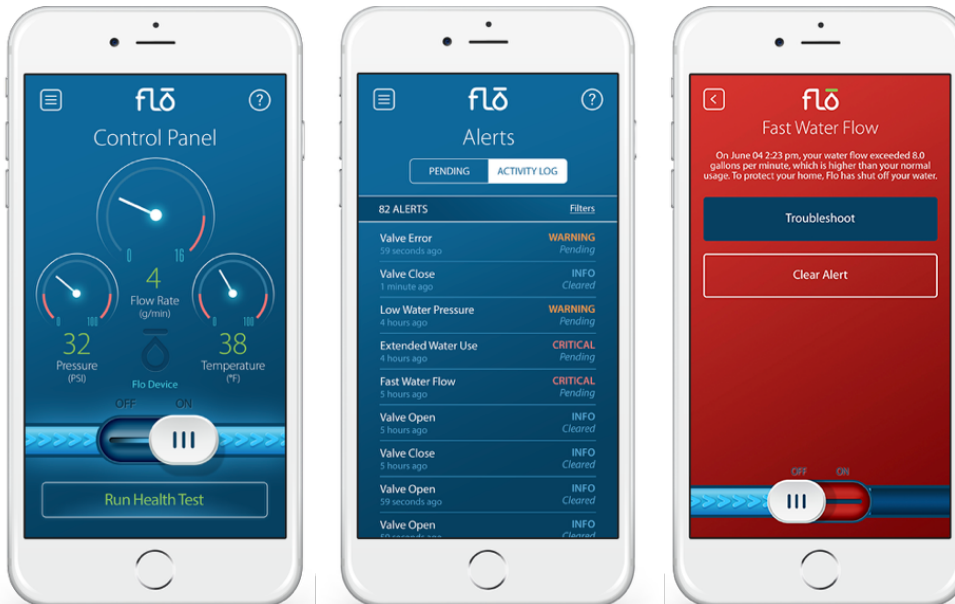 flō
?
Control Panel
0 16
4
Flow Rate
(g/min)
0 100
32
Pressure
(PSI)
0 100
38
Temperature
(°F)
Flo Device
OFF ON
Run Health Test
flō
?
Alerts
PENDING ACTIVITY LOG
82 ALERTS Filters
Valve Error WARNING
59 seconds ago Pending
Valve Close INFO
1 minute ago Cleared
Low Water Pressure WARNING
4 hours ago Pending
Extended Water Use CRITICAL
4 hours ago Pending
Fast Water Flow CRITICAL
5 hours ago Pending
Valve Open INFO
5 hours ago Cleared
Valve Close INFO
5 hours ago Cleared
Valve Open INFO
59 seconds ago Cleared
Valve Open INFO
59 seconds ago Cleared
flō
Fast Water Flow
On June 04 2:23 pm, your water flow exceeded 8.0
gallons per minute, which is higher than your normal
usage. To protect your home, Flo has shut off your water.
Troubleshoot
Clear Alert
OFF ON